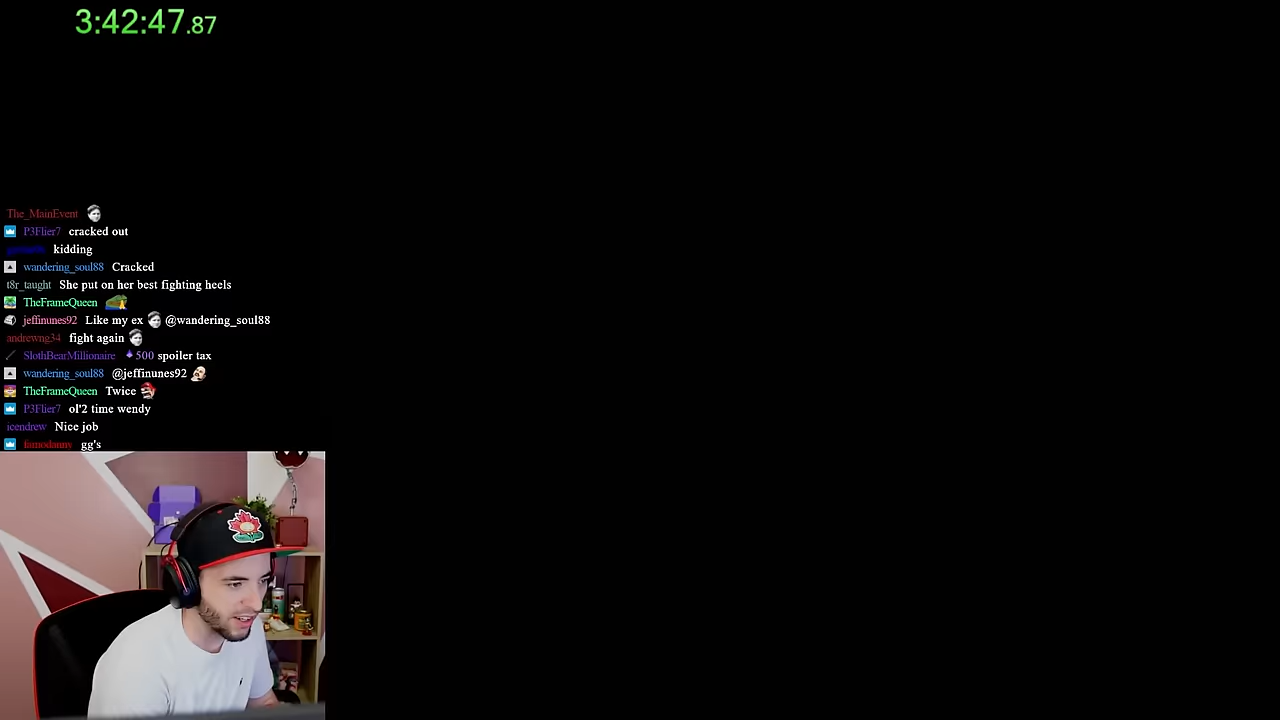 3:42:47.87
The_MainEvent
P3Flier7 cracked out
kidding
wandering_soul88 Cracked
t8r_taught She put on her best fighting heels
TheFrameQueen
jeffinunes92 Like my ex @wandering_soul88
andrewng34 fight again
SlothBearMillionaire 500 spoiler tax
wandering_soul88 @jeffinunes92
TheFrameQueen Twice
P3Flier7 ol'2 time wendy
icendrew Nice job
famodanny gg's